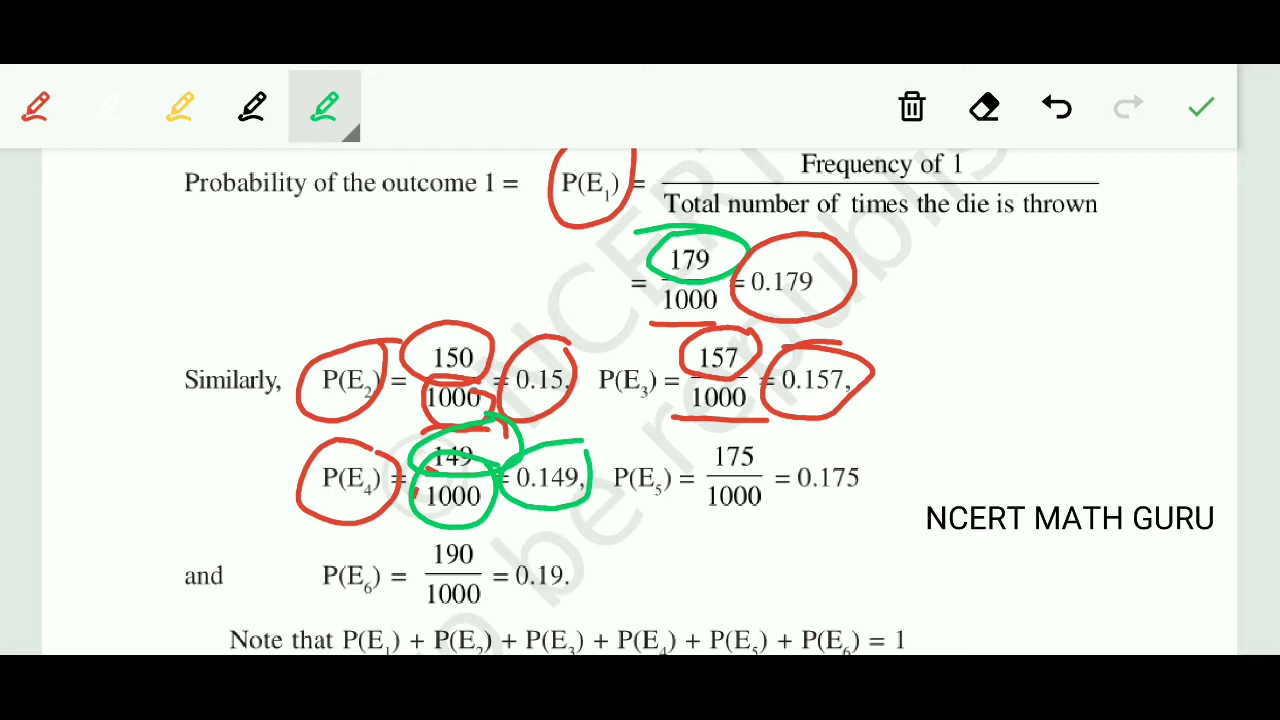 Probability of the outcome 1 = P(E₁) = Frequency of 1 / Total number of times the die is thrown
= 179/1000 = 0.179
Similarly, P(E₂) = 150/1000 = 0.15, P(E₃) = 157/1000 = 0.157,
P(E₄) = 149/1000 = 0.149, P(E₅) = 175/1000 = 0.175
NCERT MATH GURU
and P(E₆) = 190/1000 = 0.19.
Note that P(E₁) + P(E₂) + P(E₃) + P(E₄) + P(E₅) + P(E₆) = 1
© NCERT
be republis